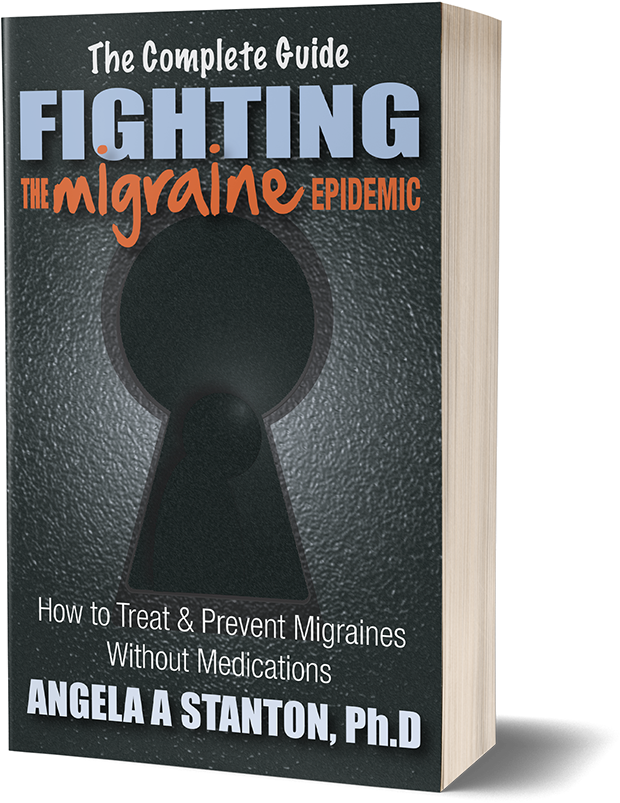 The Complete Guide
FIGHTING
THE migraine EPIDEMIC
How to Treat & Prevent Migraines
Without Medications
ANGELA A STANTON, Ph.D